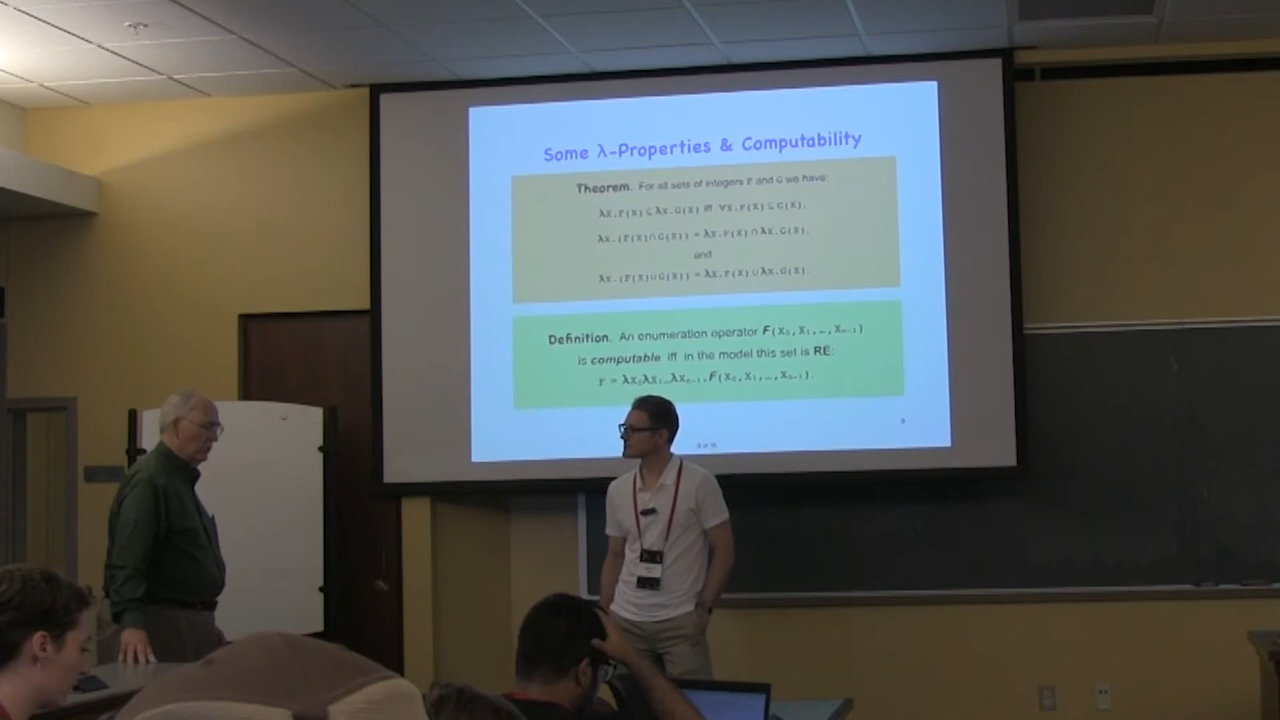 Some λ-Properties & Computability
Theorem. For all sets of integers F and G we have:
λX.F(X)⊆λX.G(X) iff ∀X.F(X)⊆G(X).
λX.(F(X)∩G(X)) = λX.F(X)∩λX.G(X).
and
λX.(F(X)∪G(X)) = λX.F(X)∪λX.G(X).
Definition. An enumeration operator F(X₀,X₁,…,Xₙ₋₁)
is computable iff in the model this set is RE:
F = λX₀λX₁…λXₙ₋₁.F(X₀,X₁,…,Xₙ₋₁).